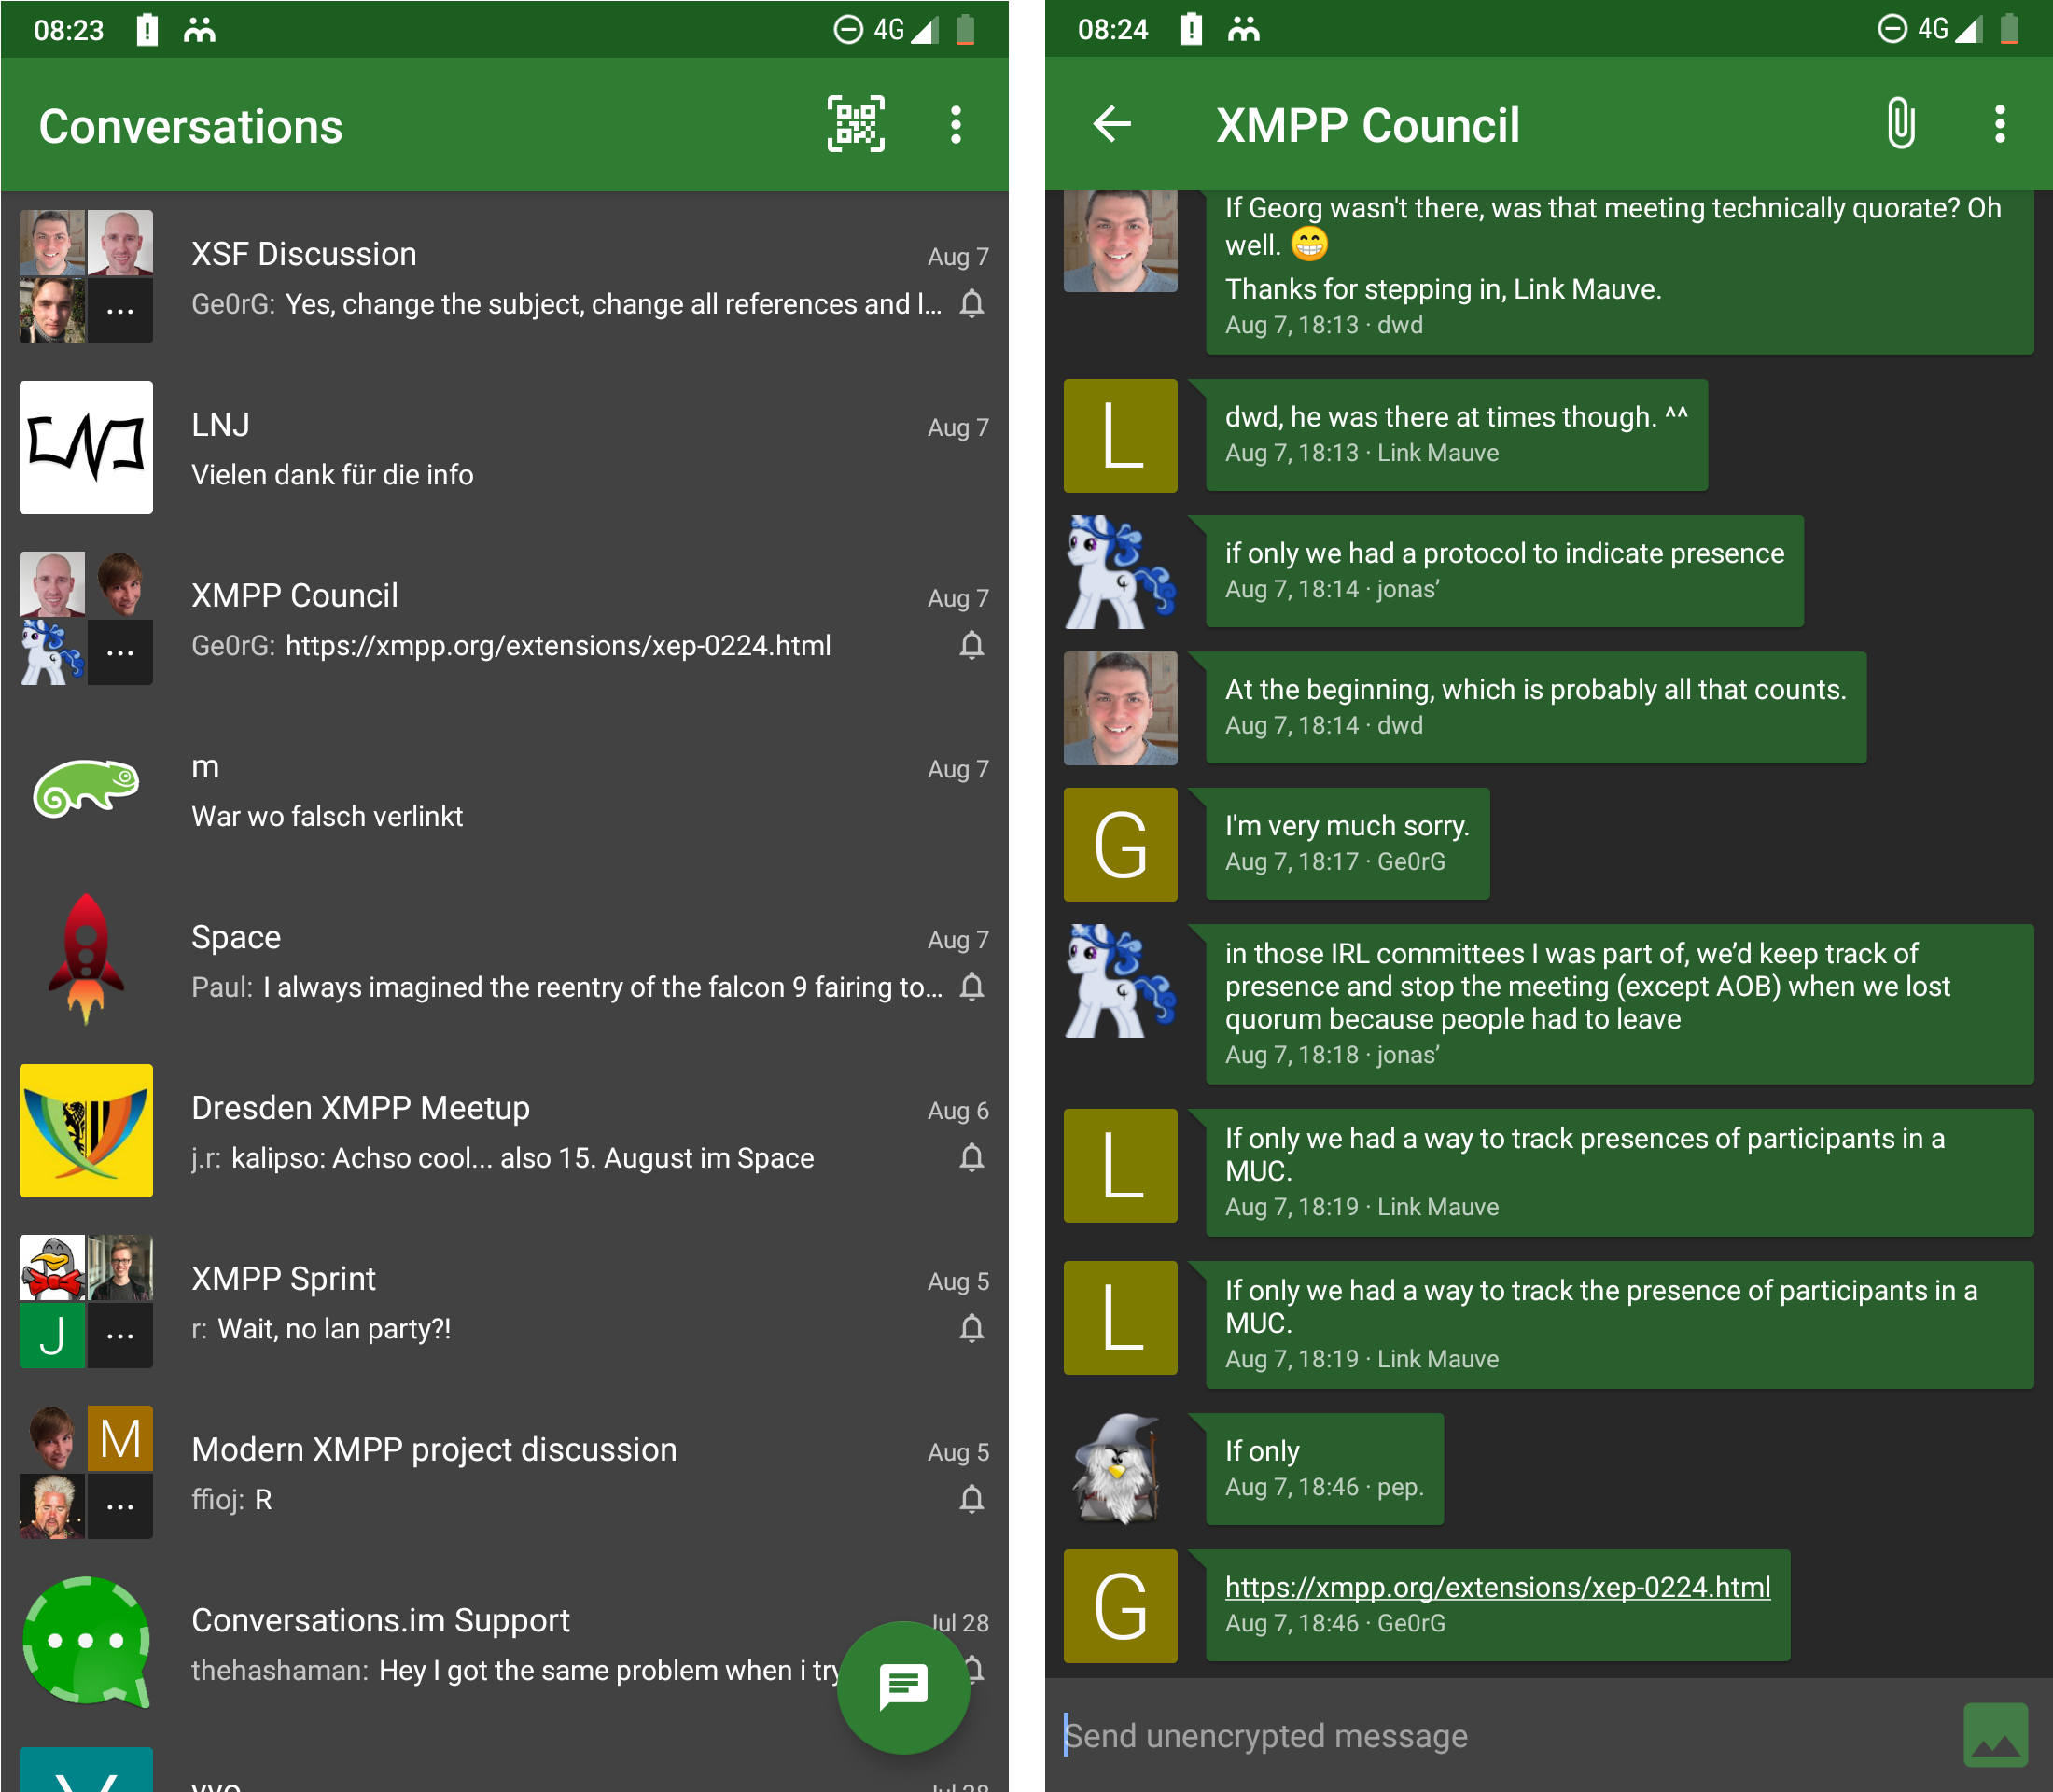 08:23
4G
Conversations
XSF Discussion
Aug 7
Ge0rG: Yes, change the subject, change all references and l...
LNJ
Aug 7
Vielen dank für die info
XMPP Council
Aug 7
Ge0rG: https://xmpp.org/extensions/xep-0224.html
m
Aug 7
War wo falsch verlinkt
Space
Aug 7
Paul: I always imagined the reentry of the falcon 9 fairing to...
Dresden XMPP Meetup
Aug 6
j.r: kalipso: Achso cool... also 15. August im Space
J
XMPP Sprint
Aug 5
r: Wait, no lan party?!
M
Modern XMPP project discussion
Aug 5
ffioj: R
Conversations.im Support
Jul 28
thehashaman: Hey I got the same problem when i try
Jul 28
08:24
4G
XMPP Council
If Georg wasn't there, was that meeting technically quorate? Oh
well. 😁
Thanks for stepping in, Link Mauve.
Aug 7, 18:13 · dwd
L
dwd, he was there at times though. ^^
Aug 7, 18:13 · Link Mauve
if only we had a protocol to indicate presence
Aug 7, 18:14 · jonas’
At the beginning, which is probably all that counts.
Aug 7, 18:14 · dwd
G
I'm very much sorry.
Aug 7, 18:17 · Ge0rG
in those IRL committees I was part of, we’d keep track of
presence and stop the meeting (except AOB) when we lost
quorum because people had to leave
Aug 7, 18:18 · jonas’
L
If only we had a way to track presences of participants in a
MUC.
Aug 7, 18:19 · Link Mauve
L
If only we had a way to track the presence of participants in a
MUC.
Aug 7, 18:19 · Link Mauve
If only
Aug 7, 18:46 · pep.
G
https://xmpp.org/extensions/xep-0224.html
Aug 7, 18:46 · Ge0rG
Send unencrypted message